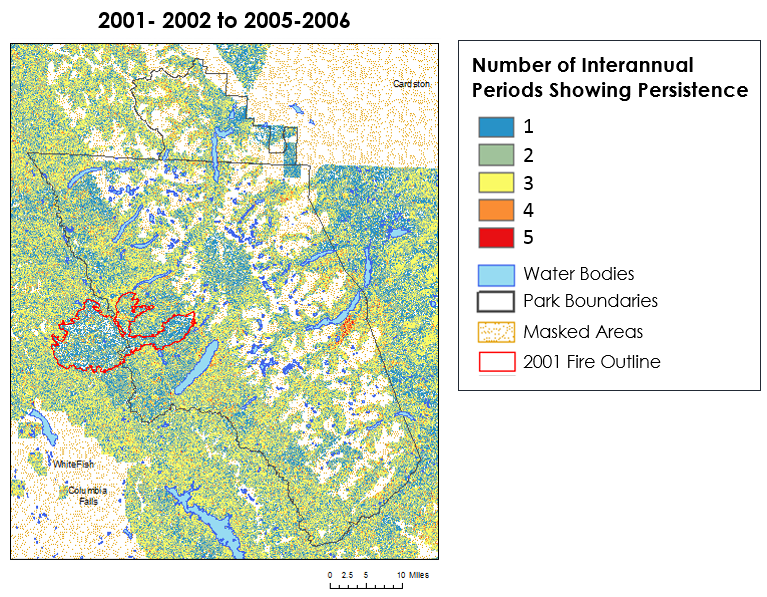 2001- 2002 to 2005-2006
Cardston
WhiteFish
Columbia
Falls
0 2.5 5 10 Miles
Number of Interannual
Periods Showing Persistence
1
2
3
4
5
Water Bodies
Park Boundaries
Masked Areas
2001 Fire Outline